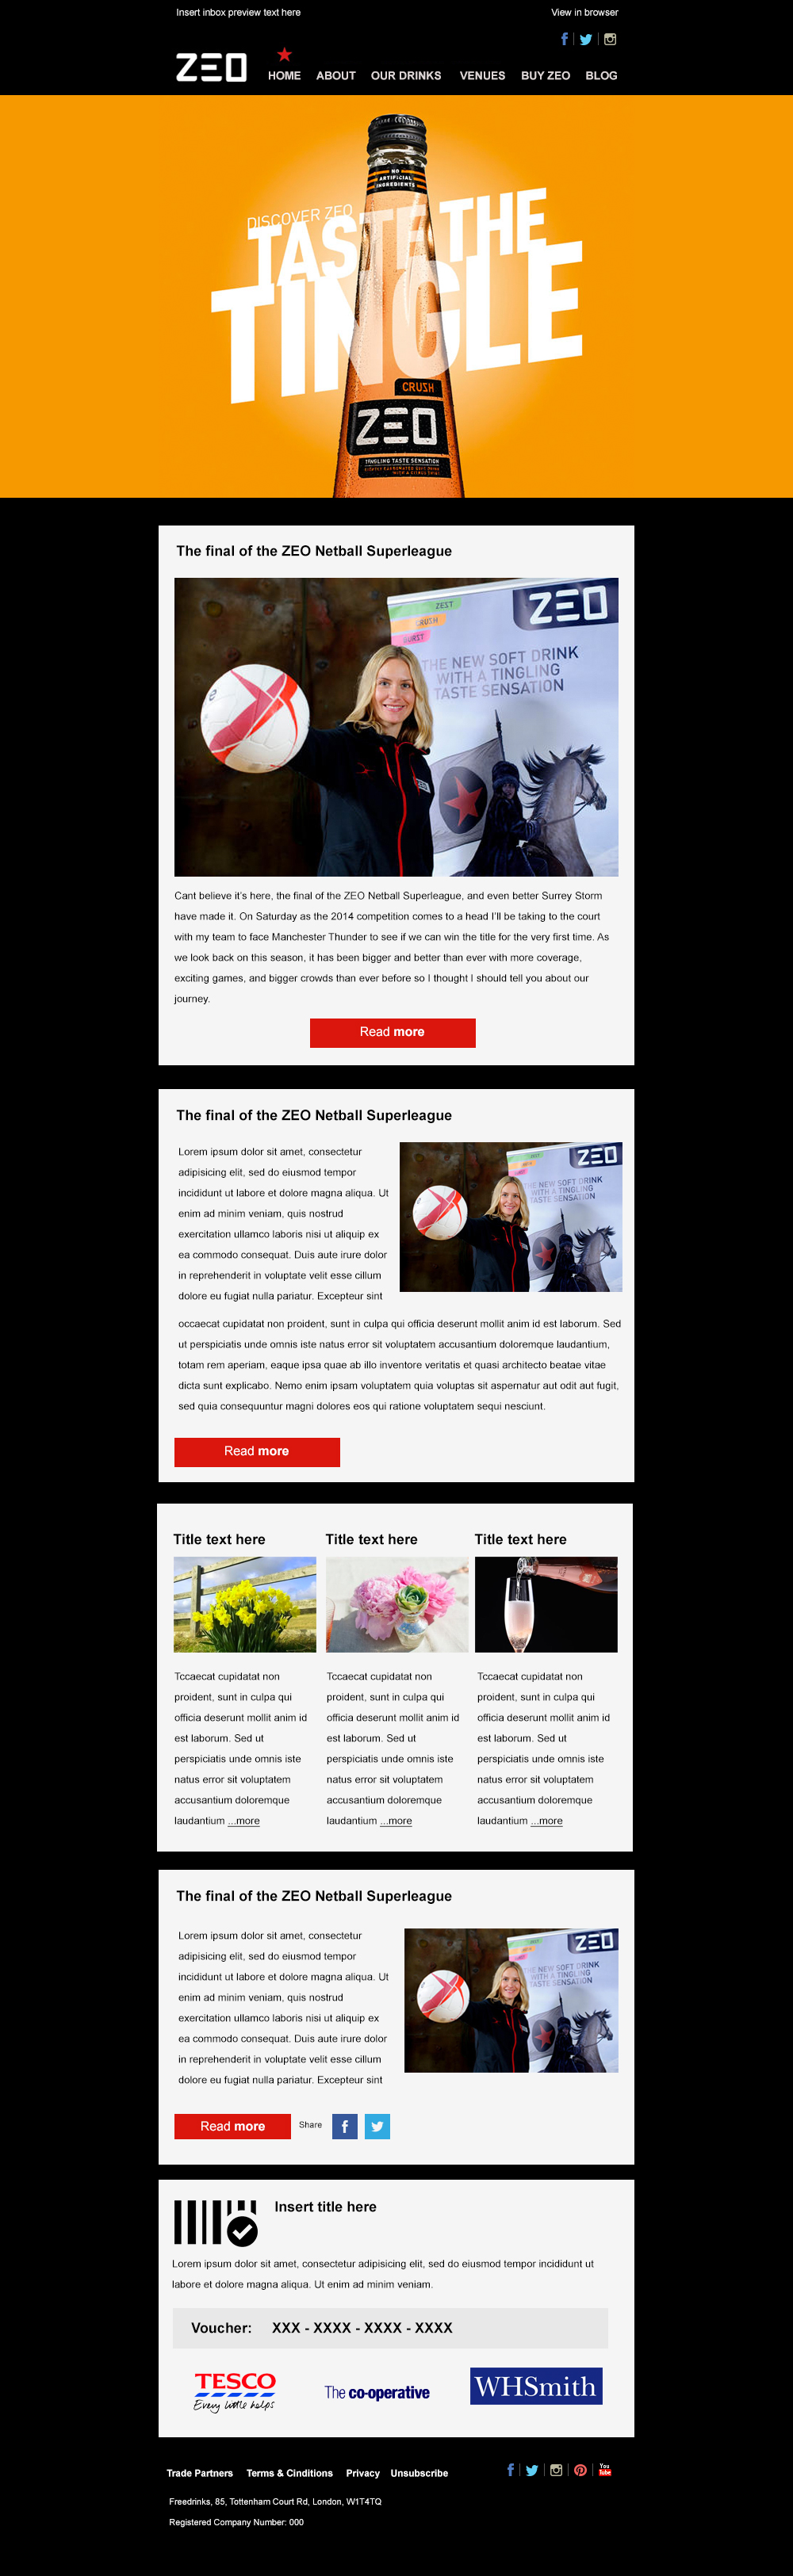 Insert inbox preview text here
View in browser
ZEO
HOME ABOUT OUR DRINKS VENUES BUY ZEO BLOG
NO
ARTIFICIAL
INGREDIENTS
DISCOVER ZEO
TASTE THE
TINGLE
CRUSH
ZEO
TINGLING TASTE SENSATION
The final of the ZEO Netball Superleague
ZEO
ZEST
CRUSH
BURST
THE NEW SOFT DRINK
WITH A TINGLING
TASTE SENSATION
Cant believe it's here, the final of the ZEO Netball Superleague, and even better Surrey Storm
have made it. On Saturday as the 2014 competition comes to a head I'll be taking to the court
with my team to face Manchester Thunder to see if we can win the title for the very first time. As
we look back on this season, it has been bigger and better than ever with more coverage,
exciting games, and bigger crowds than ever before so I thought I should tell you about our
journey.
Read more
The final of the ZEO Netball Superleague
Lorem ipsum dolor sit amet, consectetur
adipisicing elit, sed do eiusmod tempor
incididunt ut labore et dolore magna aliqua. Ut
enim ad minim veniam, quis nostrud
exercitation ullamco laboris nisi ut aliquip ex
ea commodo consequat. Duis aute irure dolor
in reprehenderit in voluptate velit esse cillum
dolore eu fugiat nulla pariatur. Excepteur sint
ZEO
THE NEW SOFT DRINK
WITH A TINGLING
TASTE SENSATION
occaecat cupidatat non proident, sunt in culpa qui officia deserunt mollit anim id est laborum. Sed
ut perspiciatis unde omnis iste natus error sit voluptatem accusantium doloremque laudantium,
totam rem aperiam, eaque ipsa quae ab illo inventore veritatis et quasi architecto beatae vitae
dicta sunt explicabo. Nemo enim ipsam voluptatem quia voluptas sit aspernatur aut odit aut fugit,
sed quia consequuntur magni dolores eos qui ratione voluptatem sequi nesciunt.
Read more
Title text here
Tccaecat cupidatat non
proident, sunt in culpa qui
officia deserunt mollit anim id
est laborum. Sed ut
perspiciatis unde omnis iste
natus error sit voluptatem
accusantium doloremque
laudantium ...more
Title text here
Tccaecat cupidatat non
proident, sunt in culpa qui
officia deserunt mollit anim id
est laborum. Sed ut
perspiciatis unde omnis iste
natus error sit voluptatem
accusantium doloremque
laudantium ...more
Title text here
Tccaecat cupidatat non
proident, sunt in culpa qui
officia deserunt mollit anim id
est laborum. Sed ut
perspiciatis unde omnis iste
natus error sit voluptatem
accusantium doloremque
laudantium ...more
The final of the ZEO Netball Superleague
Lorem ipsum dolor sit amet, consectetur
adipisicing elit, sed do eiusmod tempor
incididunt ut labore et dolore magna aliqua. Ut
enim ad minim veniam, quis nostrud
exercitation ullamco laboris nisi ut aliquip ex
ea commodo consequat. Duis aute irure dolor
in reprehenderit in voluptate velit esse cillum
dolore eu fugiat nulla pariatur. Excepteur sint
ZEO
THE NEW SOFT DRINK
WITH A TINGLING
TASTE SENSATION
Read more
Share
Insert title here
Lorem ipsum dolor sit amet, consectetur adipisicing elit, sed do eiusmod tempor incididunt ut
labore et dolore magna aliqua. Ut enim ad minim veniam.
Voucher: XXX - XXXX - XXXX - XXXX
TESCO
Every little helps
The co-operative
WHSmith
Trade Partners Terms & Cinditions Privacy Unsubscribe
You
Tube
Freedrinks, 85, Tottenham Court Rd, London, W1T4TQ
Registered Company Number: 000